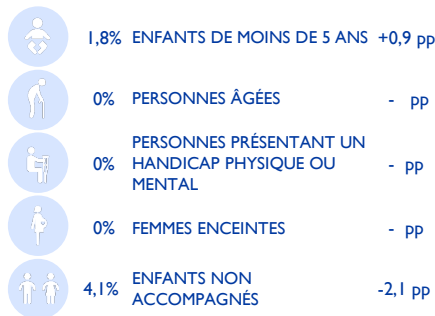 1,8% ENFANTS DE MOINS DE 5 ANS +0,9 pp
0% PERSONNES ÂGÉES - pp
PERSONNES PRÉSENTANT UN
0% HANDICAP PHYSIQUE OU - pp
MENTAL
0% FEMMES ENCEINTES - pp
4,1% ENFANTS NON -2,1 pp
ACCOMPAGNÉS